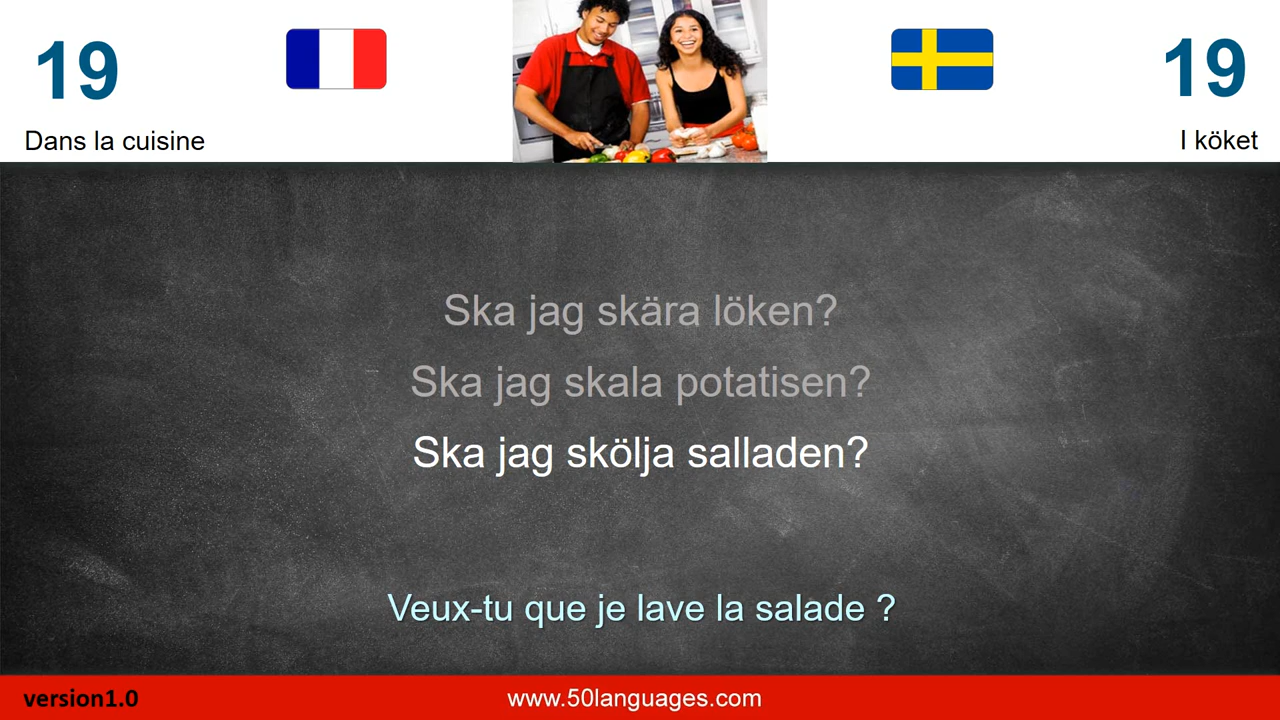 19
19
Dans la cuisine
I köket
Ska jag skära löken?
Ska jag skala potatisen?
Ska jag skölja salladen?
Veux-tu que je lave la salade ?
version1.0
www.50languages.com